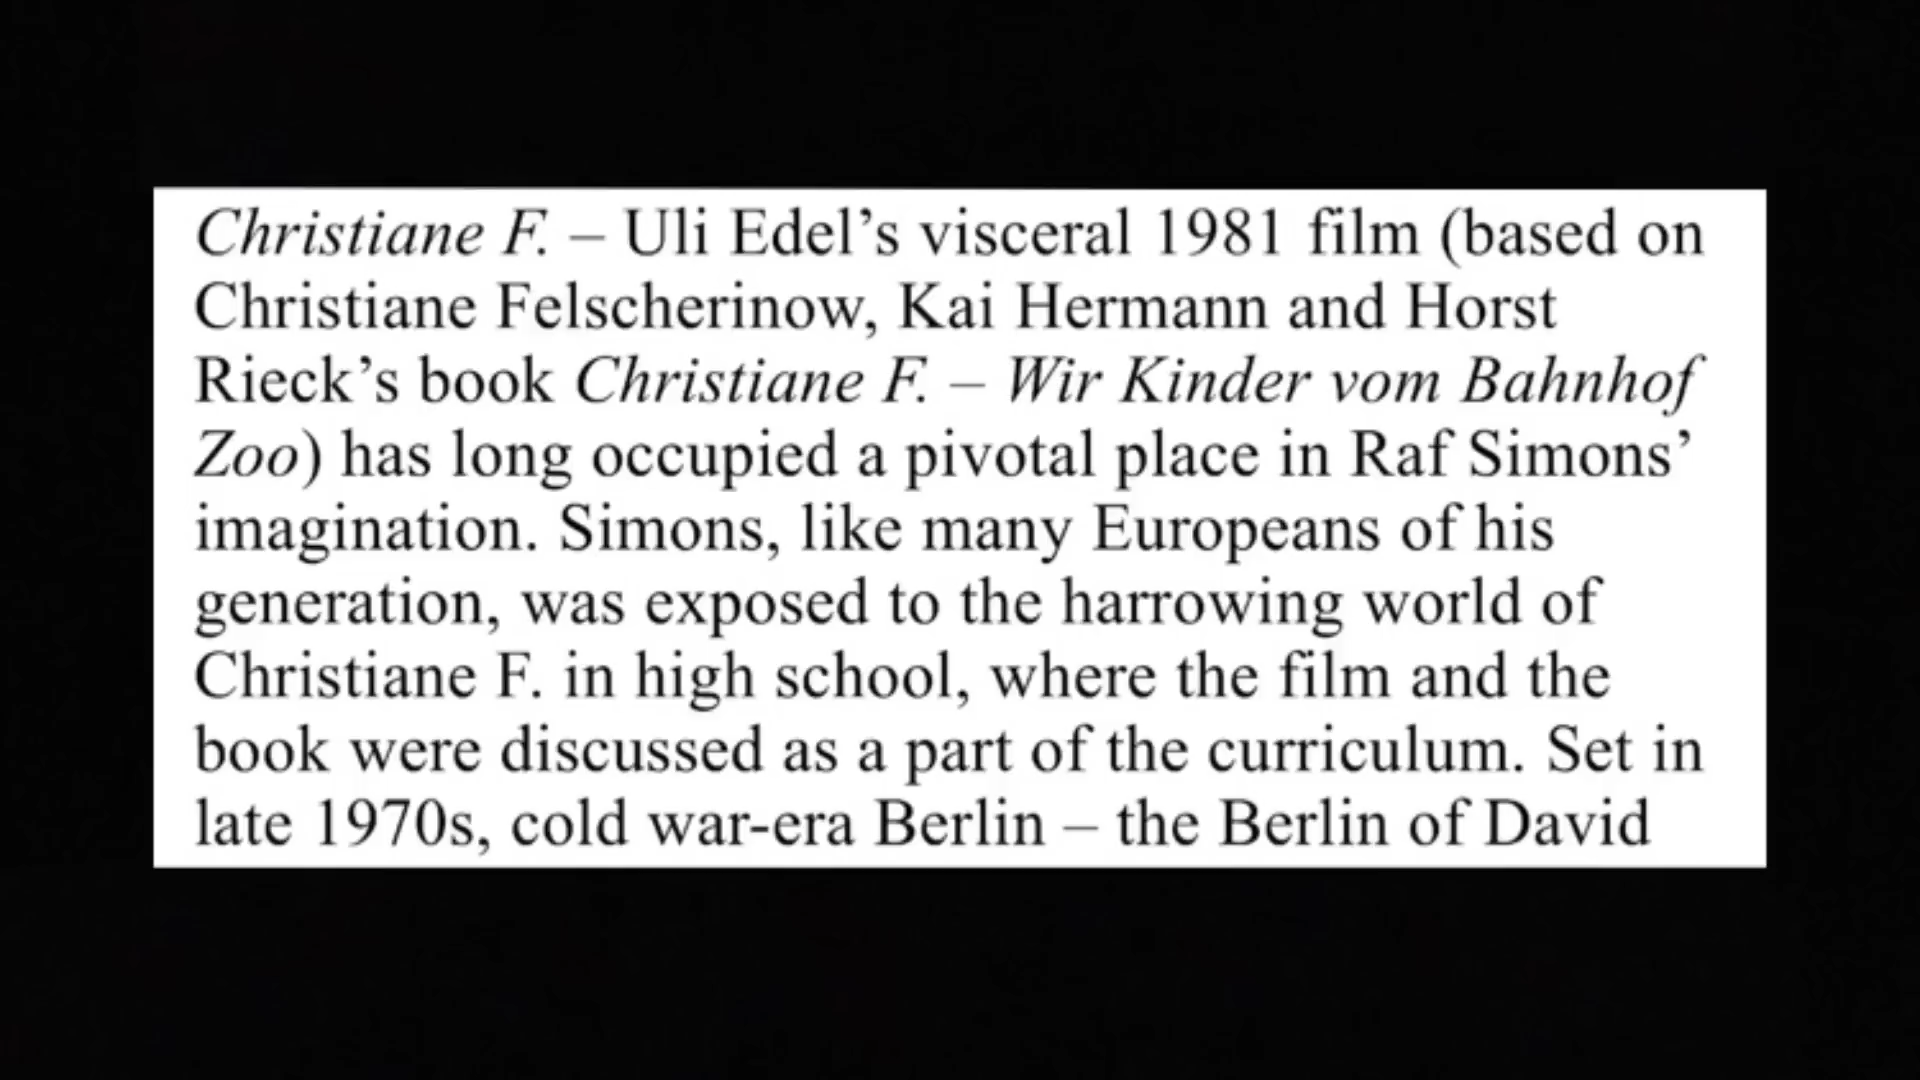 Christiane F. – Uli Edel’s visceral 1981 film (based on
Christiane Felscherinow, Kai Hermann and Horst
Rieck’s book Christiane F. – Wir Kinder vom Bahnhof
Zoo) has long occupied a pivotal place in Raf Simons’
imagination. Simons, like many Europeans of his
generation, was exposed to the harrowing world of
Christiane F. in high school, where the film and the
book were discussed as a part of the curriculum. Set in
late 1970s, cold war-era Berlin – the Berlin of David